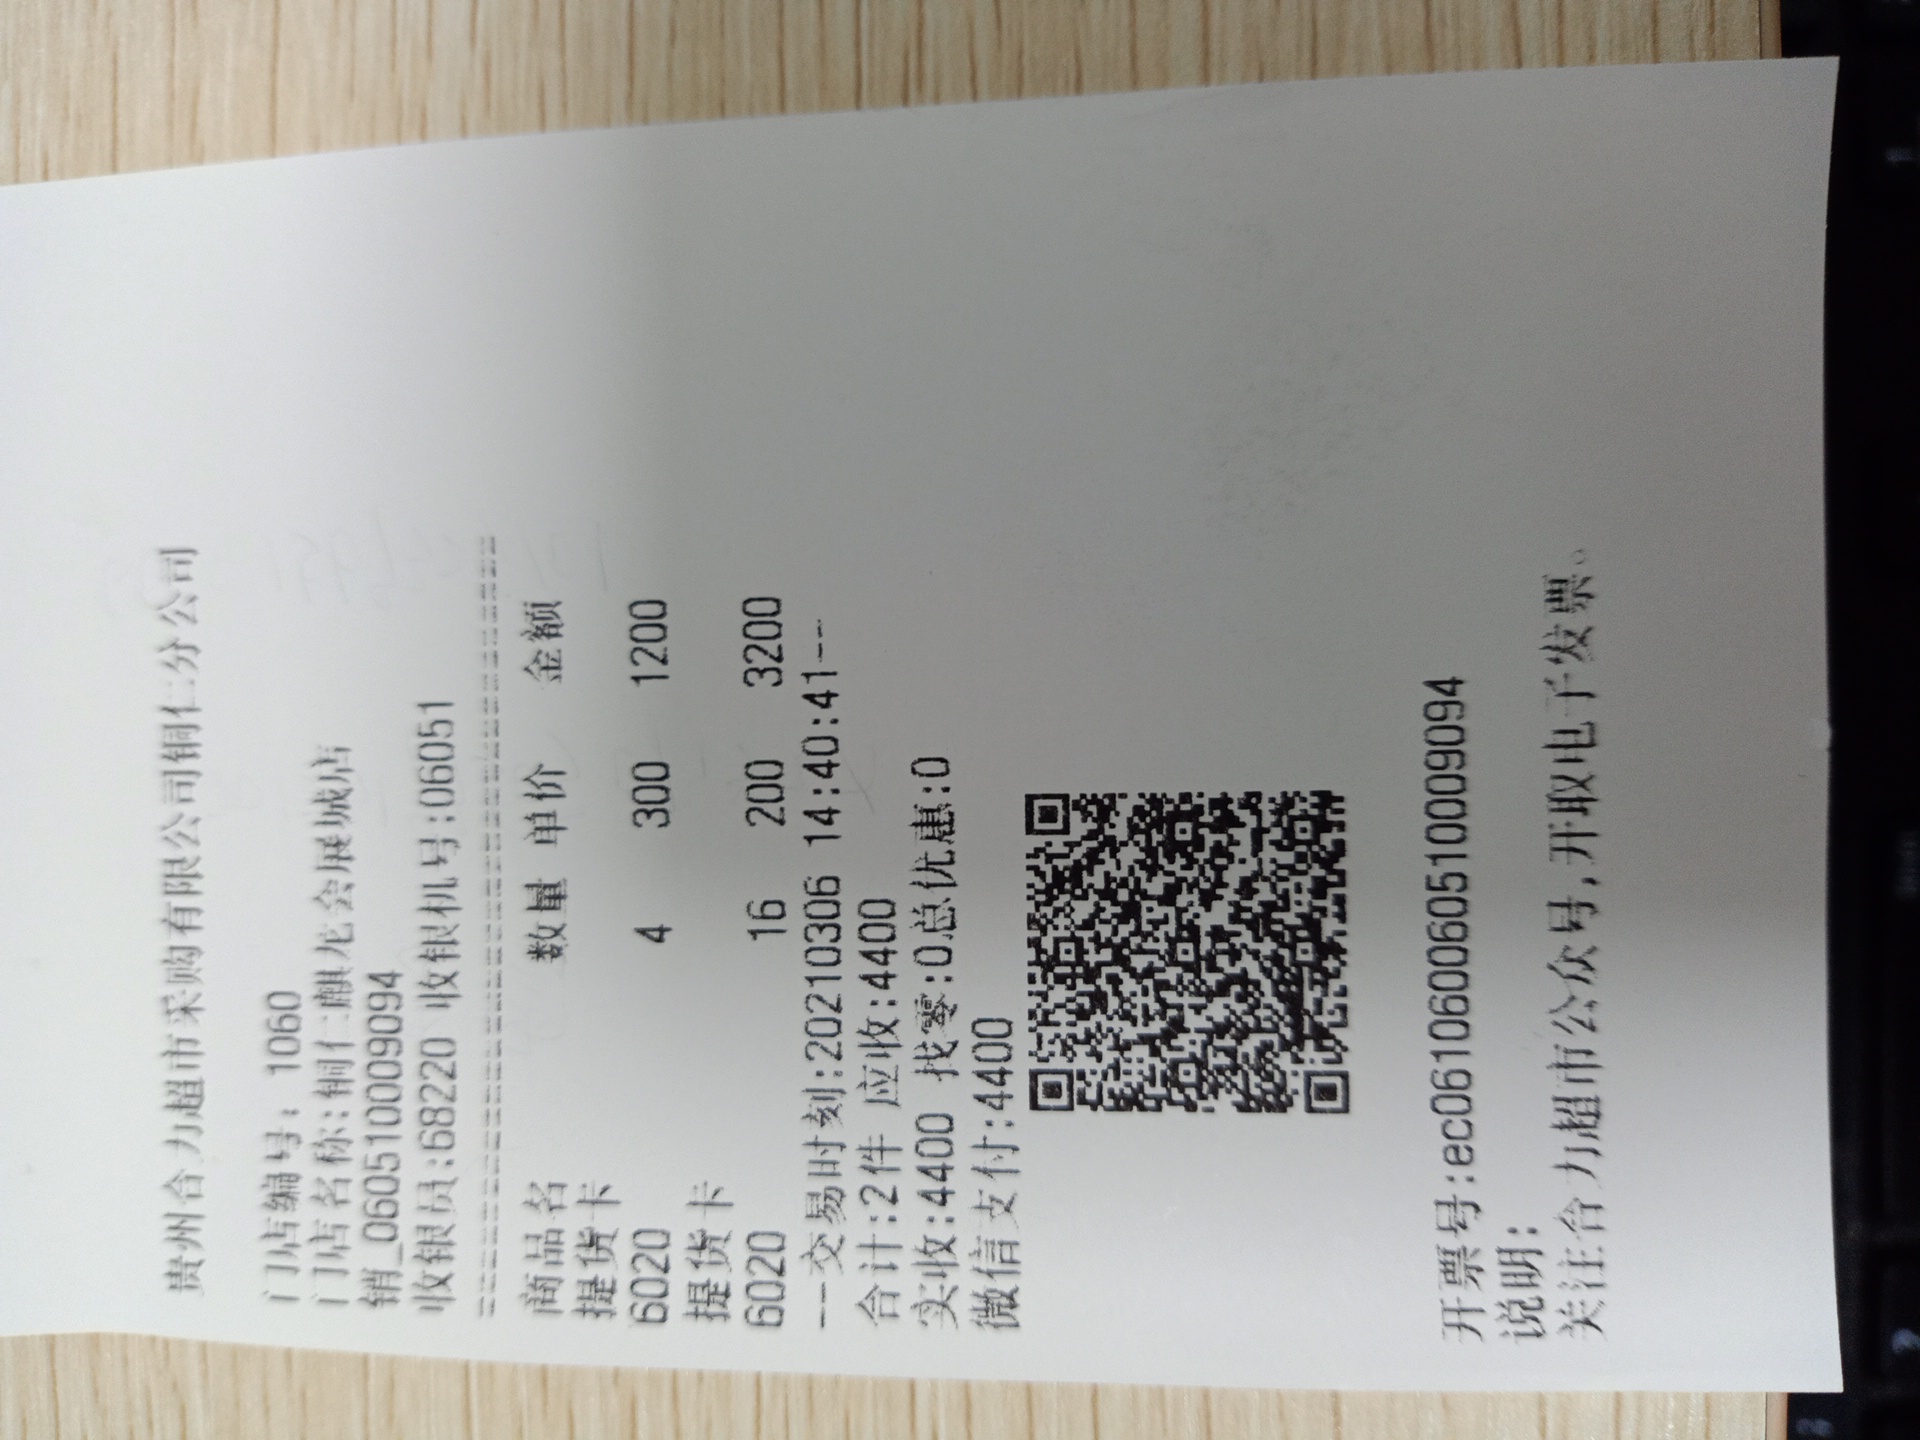 贵州合力超市采购有限公司铜仁分公司
门店编号: 1060
门店名称:铜仁麒龙会展城店
销_060510009094
收银员:68220 收银机号:06051
================================
商品名 数量 单价 金额
提货卡
6020 4 300 1200
提货卡
6020 16 200 3200
--交易时刻:20210306 14:40:41--
合计:2件 应收:4400
实收:4400 找零:0总优惠:0
微信支付:4400
开票号:ec06106006051000​9094
说明:
关注合力超市公众号,开取电子发票。